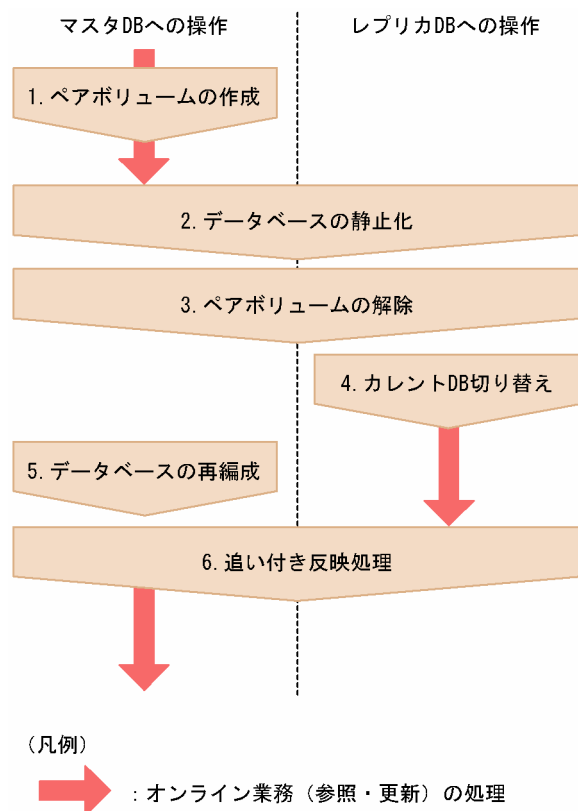 マスタDBへの操作
レプリカDBへの操作
1.ペアボリュームの作成
2.データベースの静止化
3.ペアボリュームの解除
4.カレントDB切り替え
5.データベースの再編成
6.追い付き反映処理
(凡例)
:オンライン業務(参照・更新)の処理